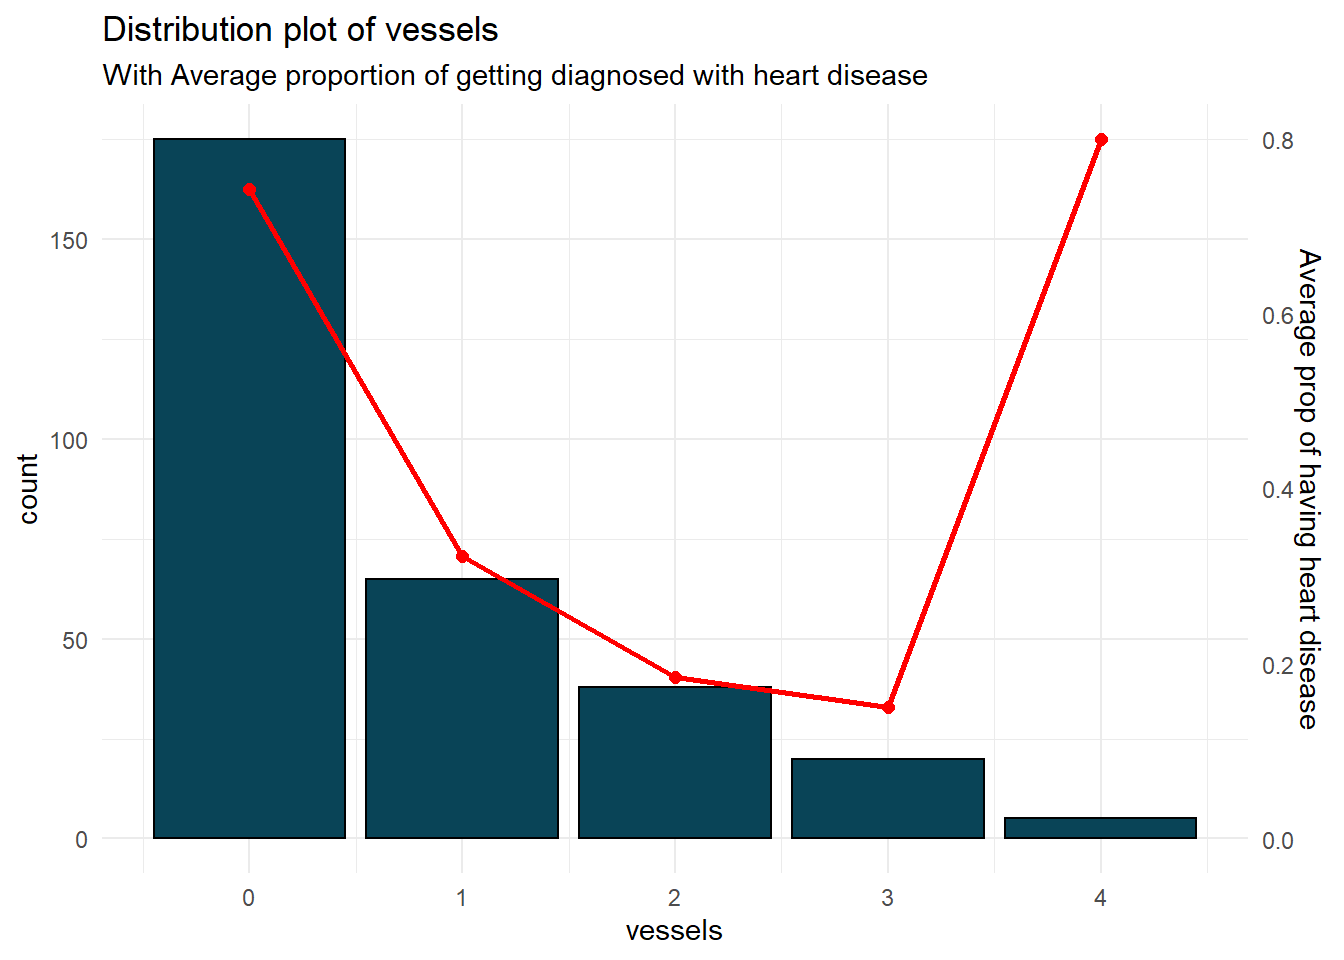 Distribution plot of vessels
With Average proportion of getting diagnosed with heart disease
150
100
50
0
count
0.8
0.6
0.4
0.2
0.0
Average prop of having heart disease
0 1 2 3 4
vessels